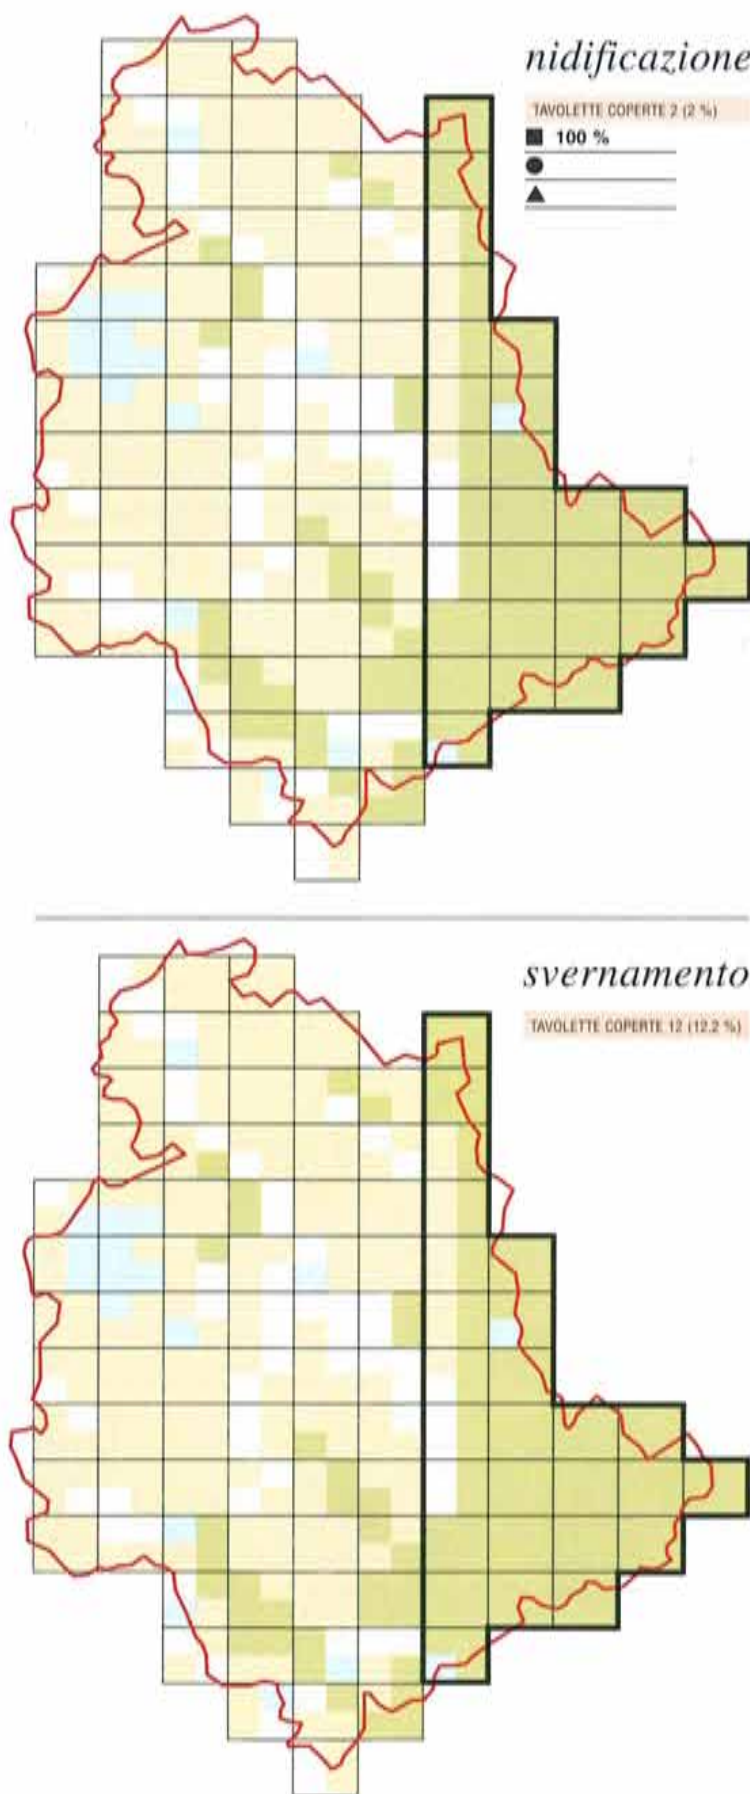 nidificazione
TAVOLETTE COPERTE 2 (2 %)
■ 100 %
●
▲
svernamento
TAVOLETTE COPERTE 12 (12.2 %)